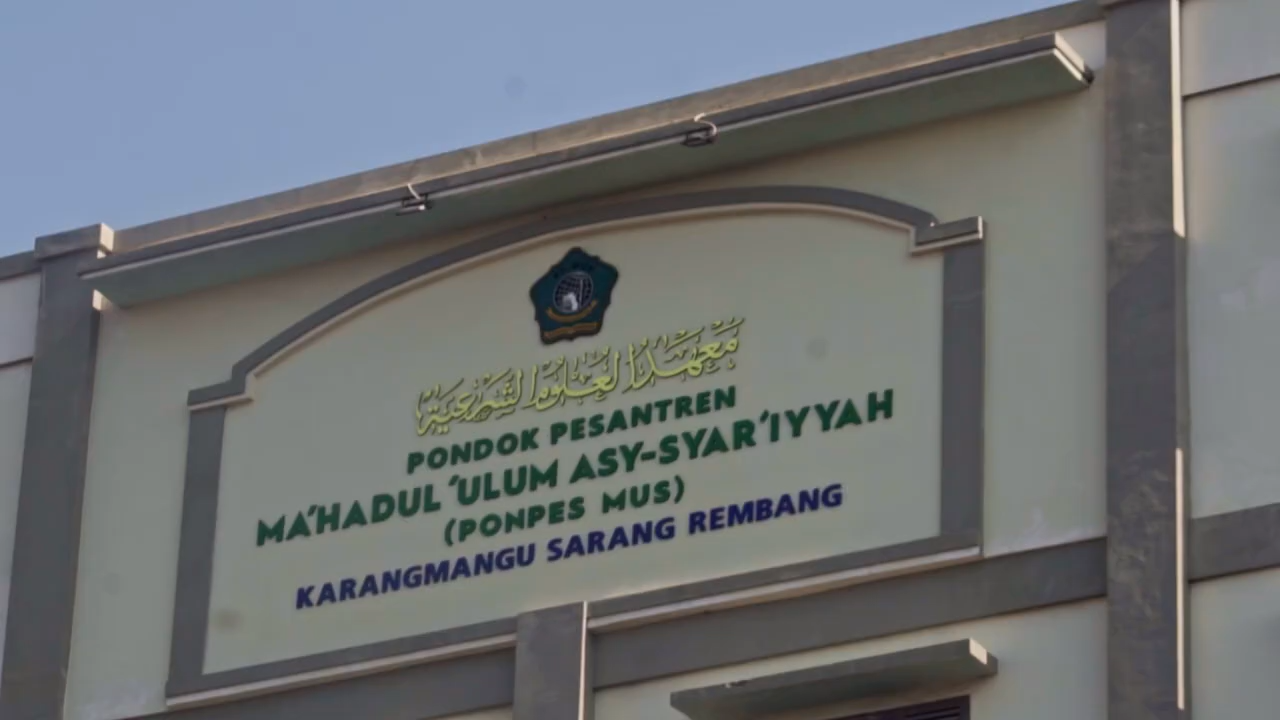 معهد العلوم الشرعية
PONDOK PESANTREN
MA'HADUL 'ULUM ASY-SYAR'IYYAH
(PONPES MUS)
KARANGMANGU SARANG REMBANG